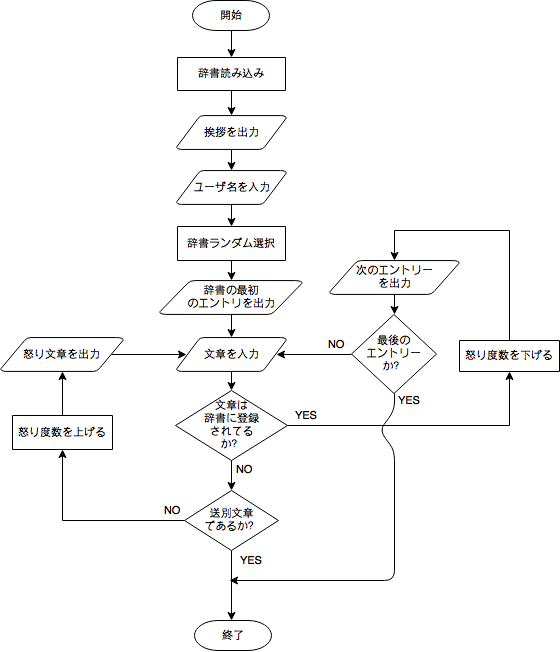 開始
辞書読み込み
挨拶を出力
ユーザ名を入力
辞書ランダム選択
辞書の最初
のエントリを出力
次のエントリー
を出力
怒り文章を出力
文章を入力
NO
最後の
エントリー
か?
怒り度数を下げる
YES
文章は
辞書に登録
されてる
か?
YES
怒り度数を上げる
NO
NO
送別文章
であるか?
YES
終了